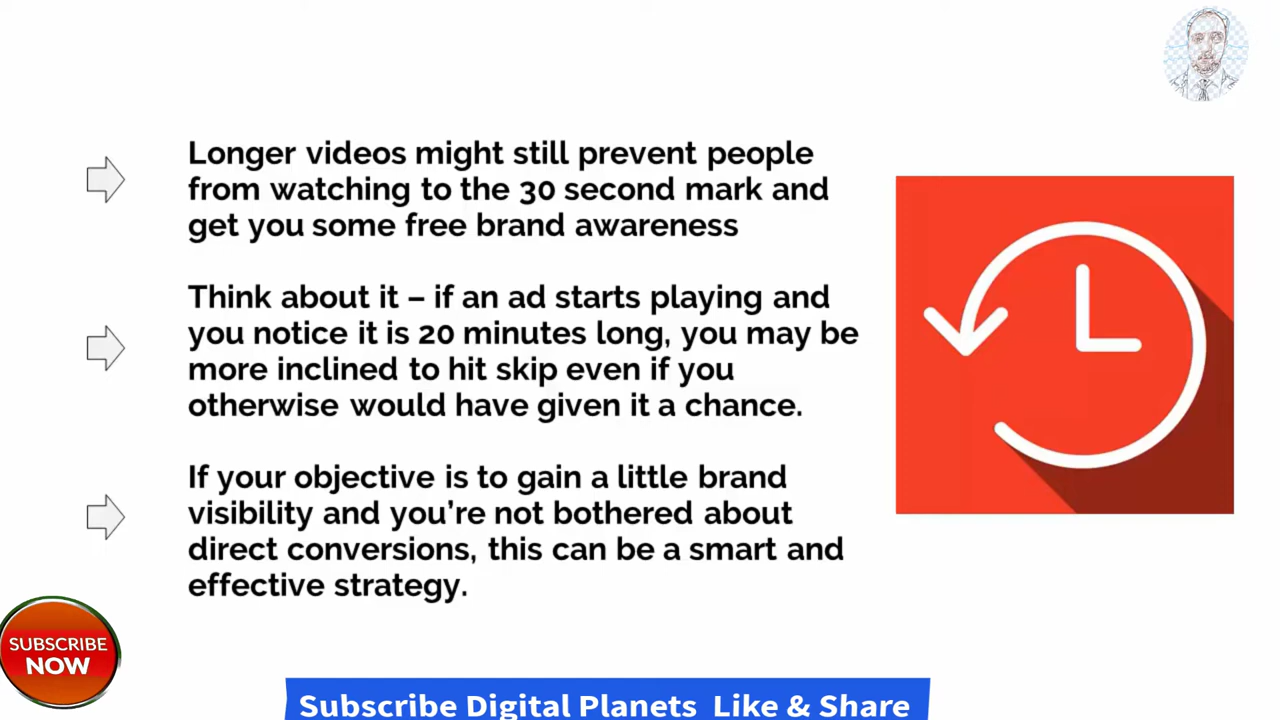 Longer videos might still prevent people
from watching to the 30 second mark and
get you some free brand awareness
Think about it – if an ad starts playing and
you notice it is 20 minutes long, you may be
more inclined to hit skip even if you
otherwise would have given it a chance.
If your objective is to gain a little brand
visibility and you’re not bothered about
direct conversions, this can be a smart and
effective strategy.
SUBSCRIBE
NOW
Subscribe Digital Planets Like & Share